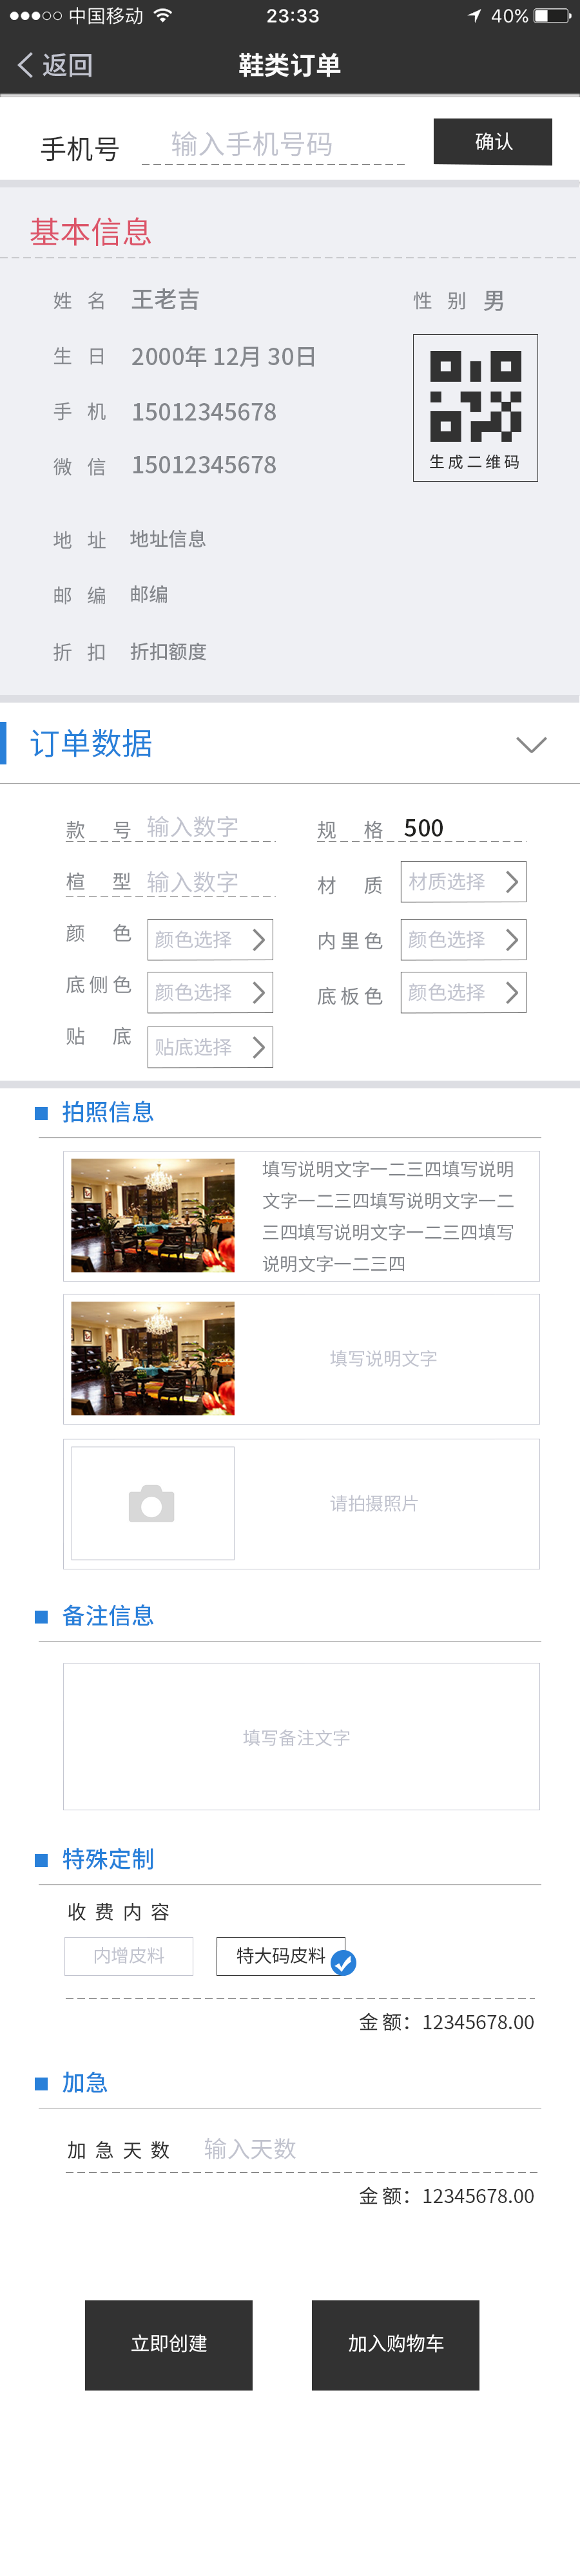 中国移动 23:33 40%
返回 鞋类订单
手机号 输入手机号码 确认
基本信息
姓名 王老吉 性别 男
生日 2000年 12月 30日
手机 15012345678
微信 15012345678
生成二维码
地址 地址信息
邮编 邮编
折扣 折扣额度
订单数据
款号 输入数字 规格 500
楦型 输入数字 材质 材质选择
颜色 颜色选择 内里色 颜色选择
底侧色 颜色选择 底板色 颜色选择
贴底 贴底选择
拍照信息
填写说明文字一二三四填写说明
文字一二三四填写说明文字一二
三四填写说明文字一二三四填写
说明文字一二三四
填写说明文字
请拍摄照片
备注信息
填写备注文字
特殊定制
收费内容
内增皮料 特大码皮料
金额：12345678.00
加急
加急天数 输入天数
金额：12345678.00
立即创建 加入购物车